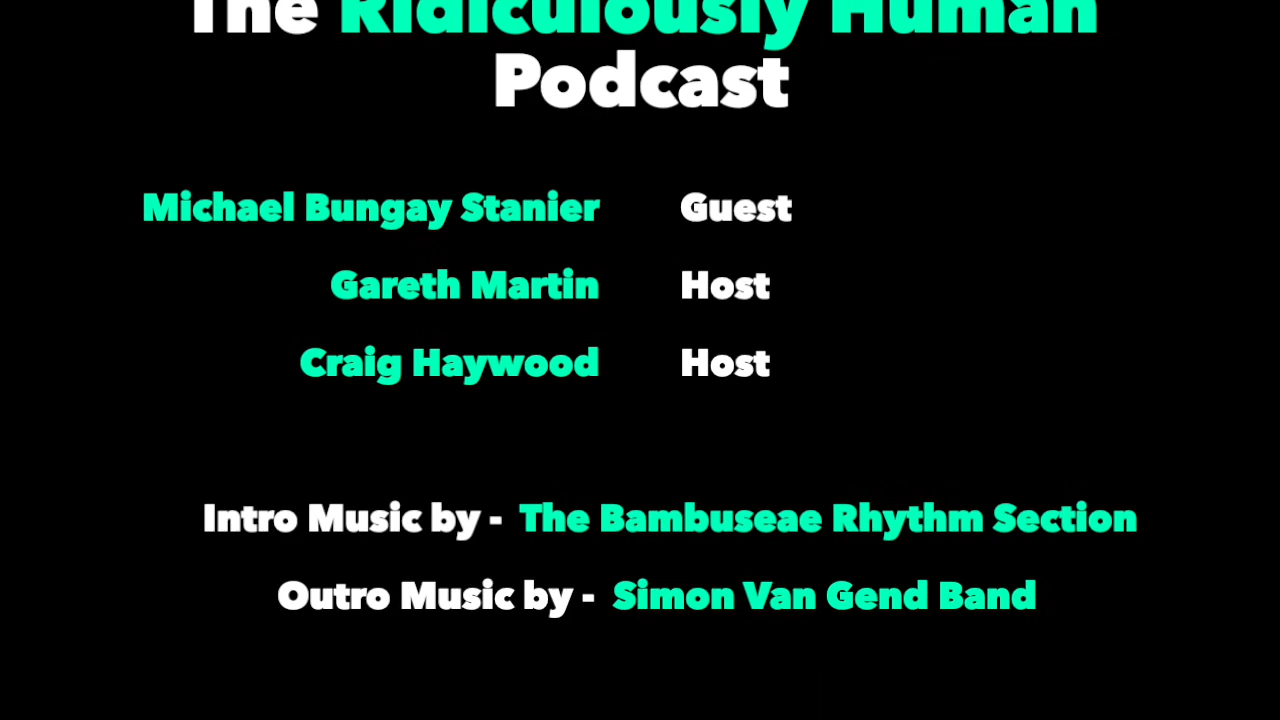 The Ridiculously Human
Podcast
Michael Bungay Stanier Guest
Gareth Martin Host
Craig Haywood Host
Intro Music by - The Bambuseae Rhythm Section
Outro Music by - Simon Van Gend Band